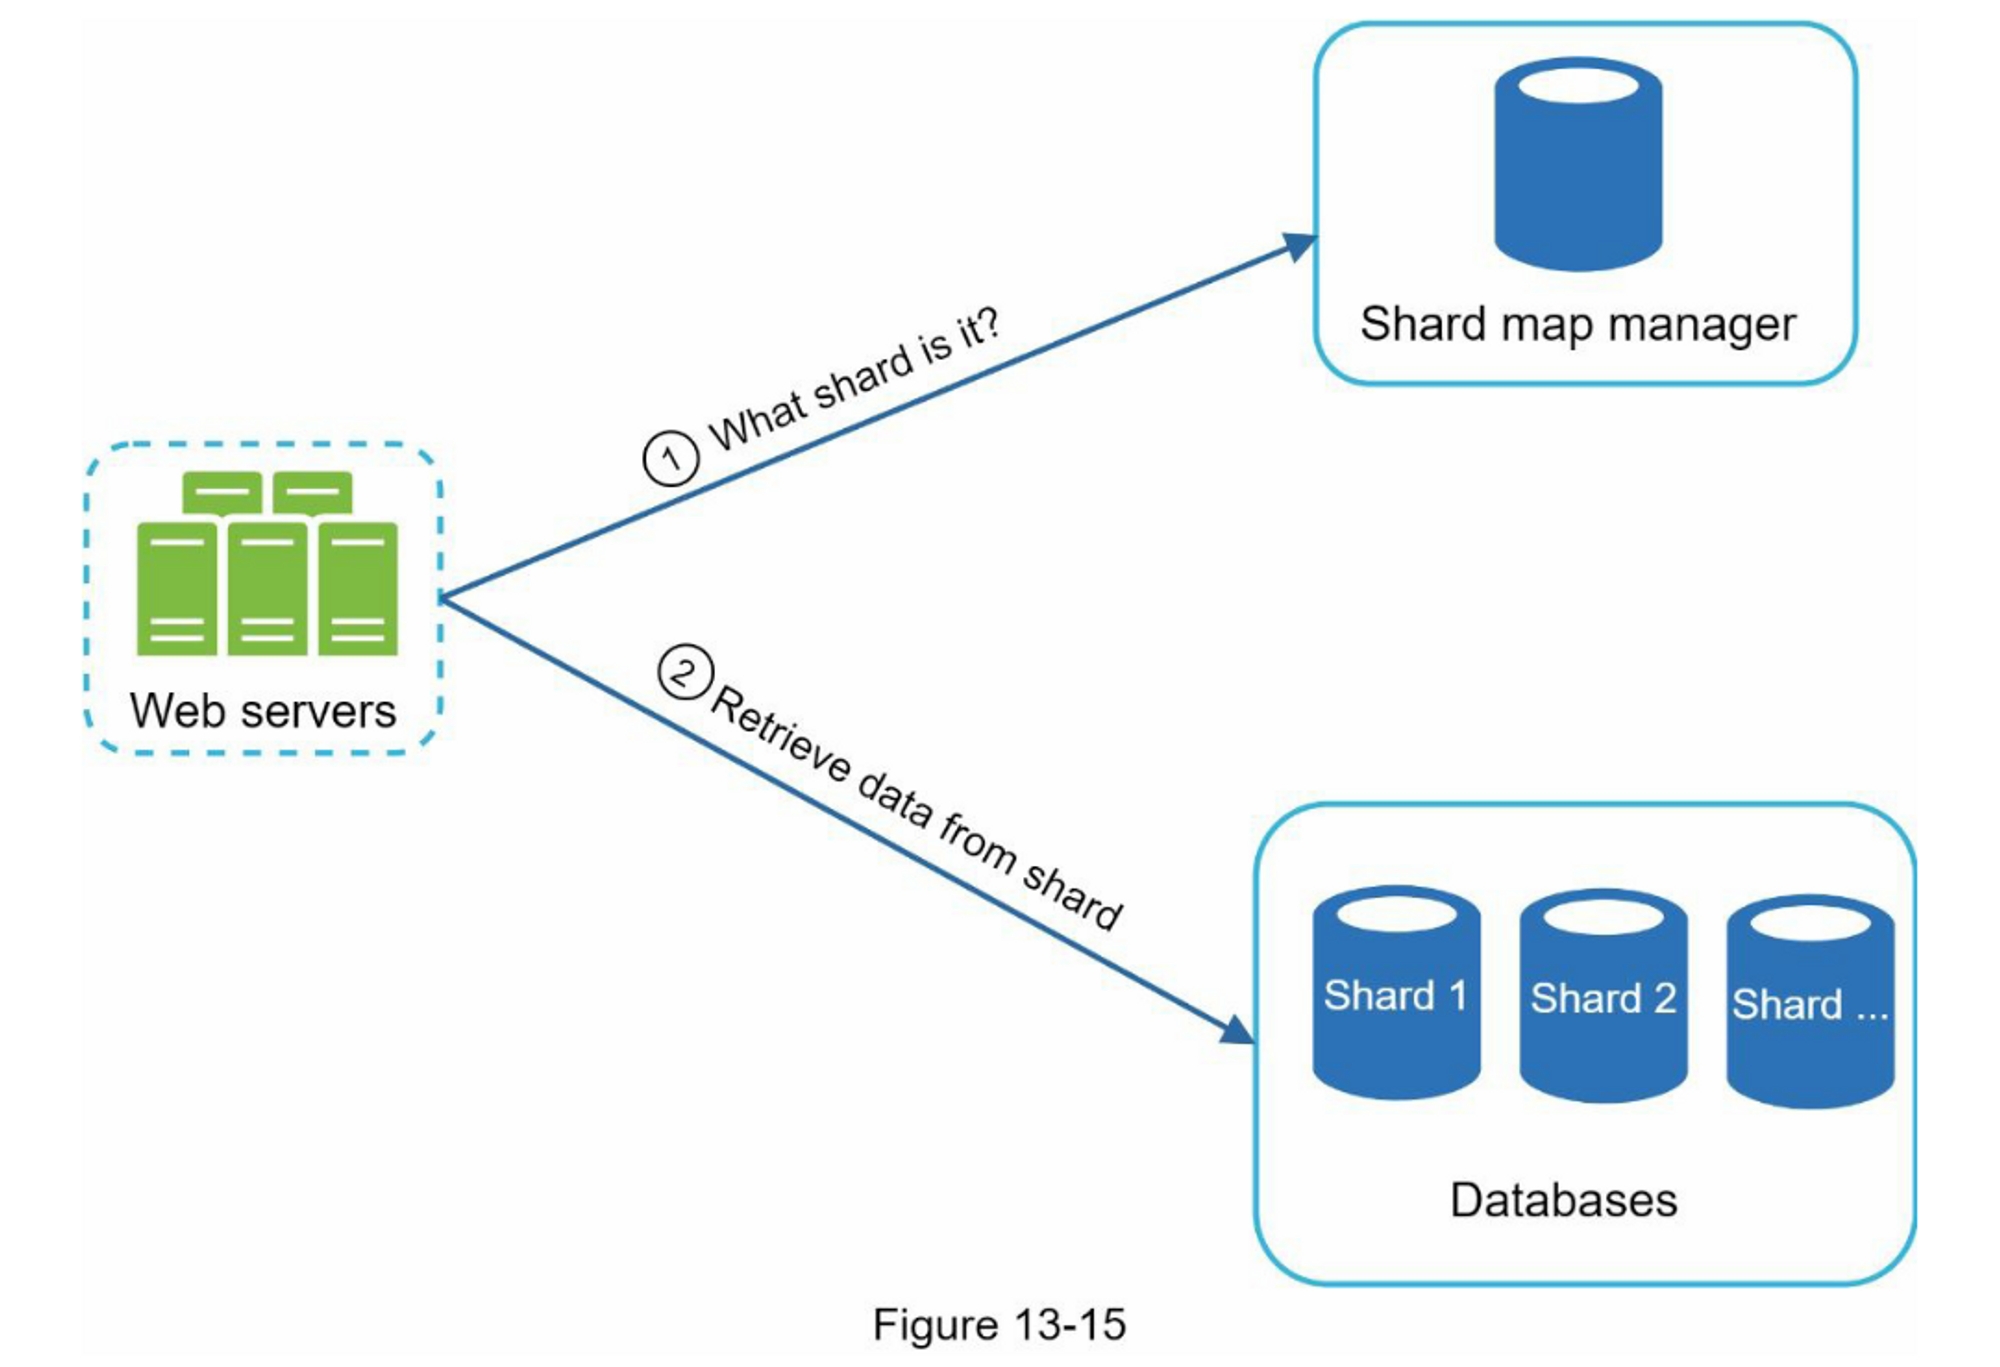 Shard map manager
① What shard is it?
Web servers
② Retrieve data from shard
Shard 1
Shard 2
Shard ...
Databases
Figure 13-15